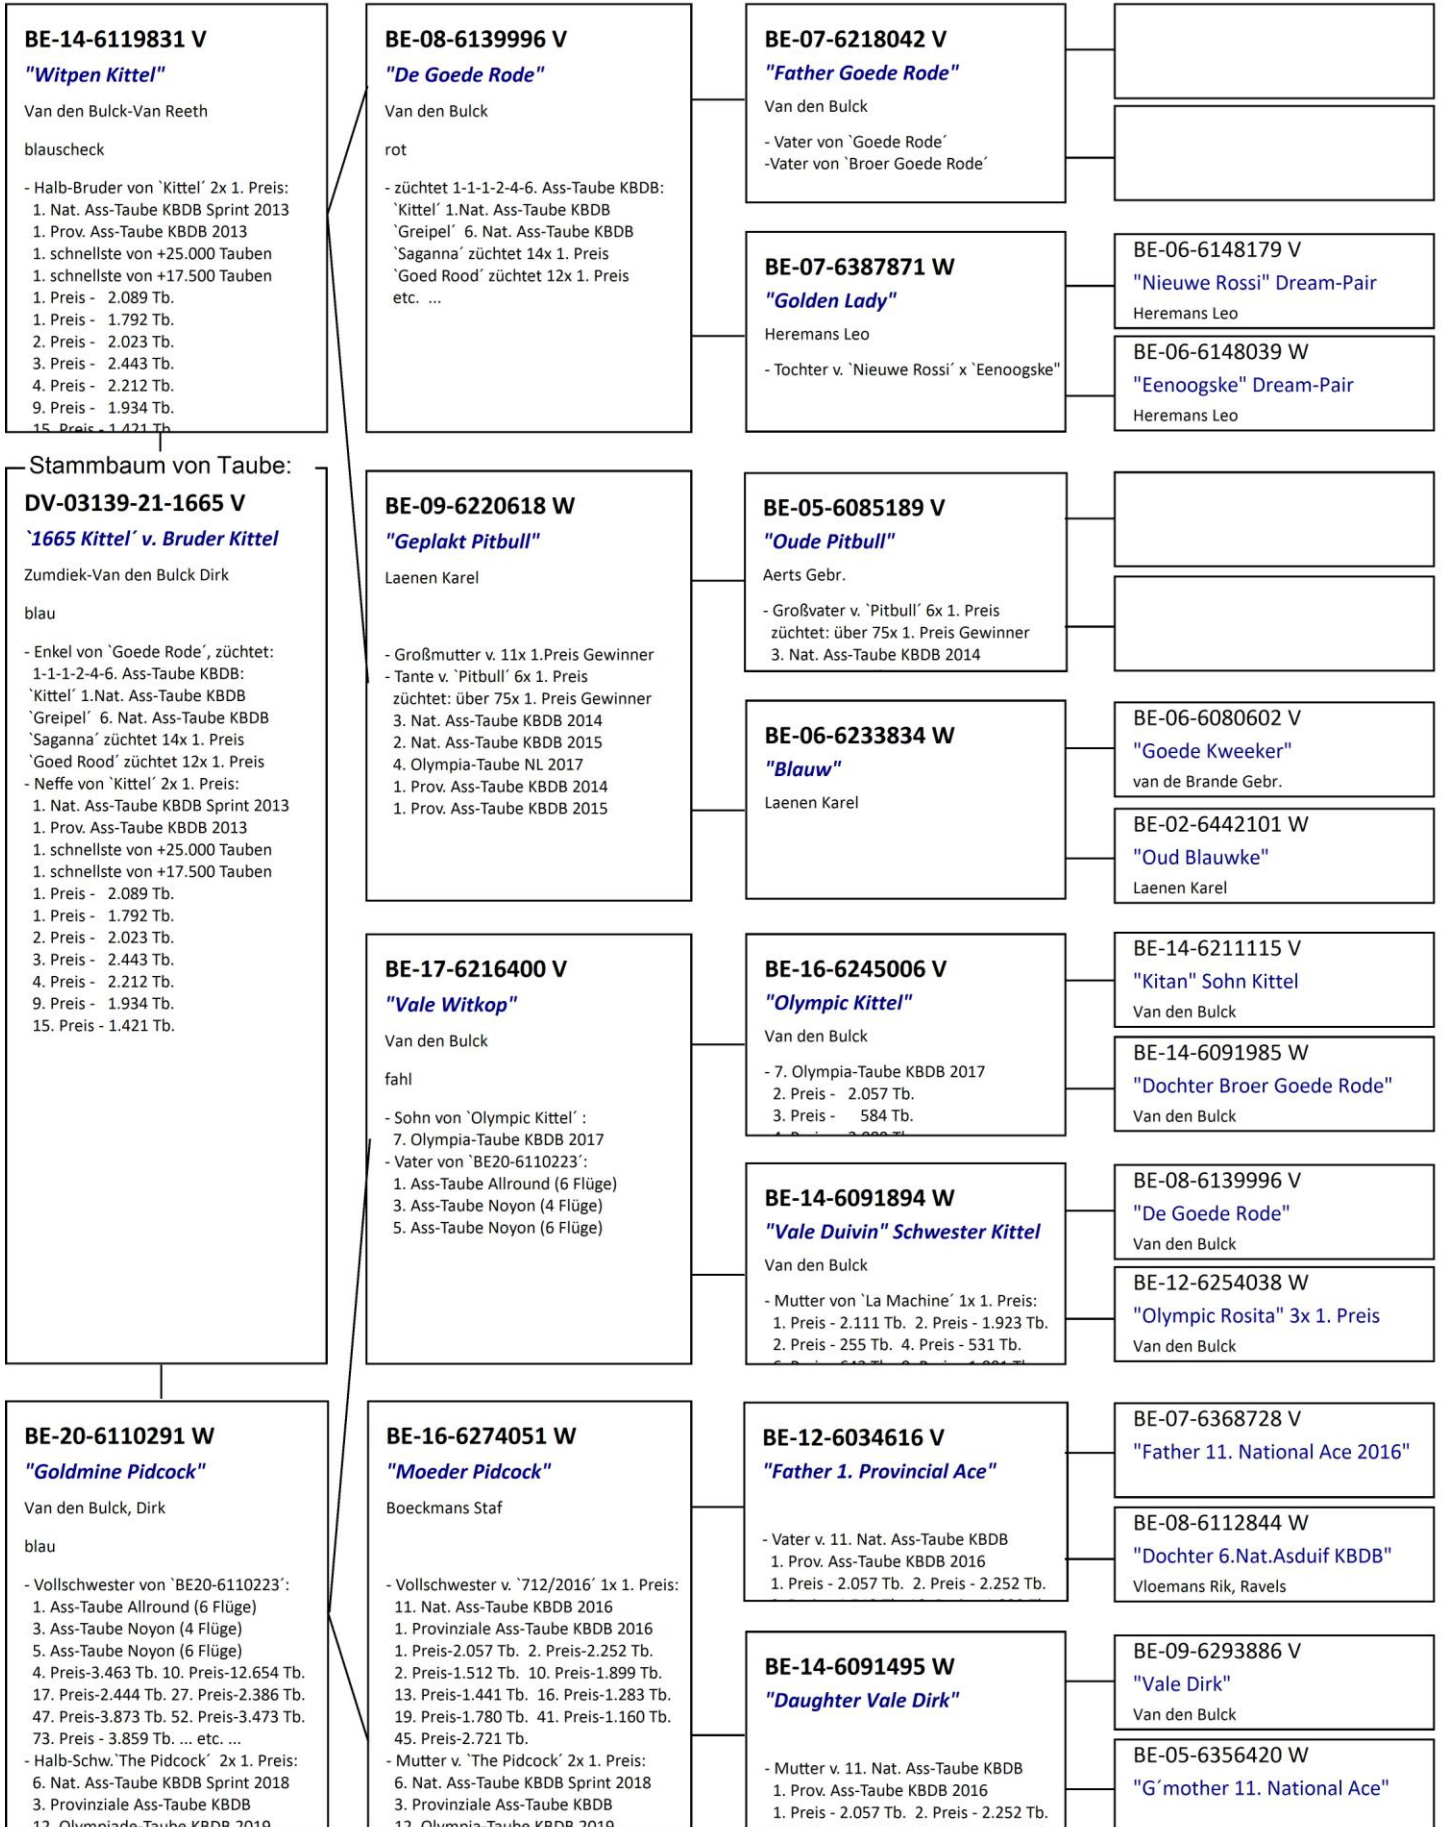 BE-14-6119831 V
"Witpen Kittel"
Van den Bulck-Van Reeth
blauscheck
- Halb-Bruder von `Kittel´ 2x 1. Preis:
1. Nat. Ass-Taube KBDB Sprint 2013
1. Prov. Ass-Taube KBDB 2013
1. schnellste von +25.000 Tauben
1. schnellste von +17.500 Tauben
1. Preis - 2.089 Tb.
1. Preis - 1.792 Tb.
2. Preis - 2.023 Tb.
3. Preis - 2.443 Tb.
4. Preis - 2.212 Tb.
9. Preis - 1.934 Tb.
15. Preis - 1.421 Tb.
Stammbaum von Taube:
DV-03139-21-1665 V
`1665 Kittel´ v. Bruder Kittel
Zumdiek-Van den Bulck Dirk
blau
- Enkel von `Goede Rode´, züchtet:
1-1-1-2-4-6. Ass-Taube KBDB:
`Kittel´ 1.Nat. Ass-Taube KBDB
`Greipel´ 6. Nat. Ass-Taube KBDB
`Saganna´ züchtet 14x 1. Preis
`Goed Rood´ züchtet 12x 1. Preis
- Neffe von `Kittel´ 2x 1. Preis:
1. Nat. Ass-Taube KBDB Sprint 2013
1. Prov. Ass-Taube KBDB 2013
1. schnellste von +25.000 Tauben
1. schnellste von +17.500 Tauben
1. Preis - 2.089 Tb.
1. Preis - 1.792 Tb.
2. Preis - 2.023 Tb.
3. Preis - 2.443 Tb.
4. Preis - 2.212 Tb.
9. Preis - 1.934 Tb.
15. Preis - 1.421 Tb.
BE-20-6110291 W
"Goldmine Pidcock"
Van den Bulck, Dirk
blau
- Vollschwester von `BE20-6110223´:
1. Ass-Taube Allround (6 Flüge)
3. Ass-Taube Noyon (4 Flüge)
5. Ass-Taube Noyon (6 Flüge)
4. Preis-3.463 Tb. 10. Preis-12.654 Tb.
17. Preis-2.444 Tb. 27. Preis-2.386 Tb.
47. Preis-3.873 Tb. 52. Preis-3.473 Tb.
73. Preis - 3.859 Tb. ... etc. ...
- Halb-Schw.`The Pidcock´ 2x 1. Preis:
6. Nat. Ass-Taube KBDB Sprint 2018
3. Provinziale Ass-Taube KBDB
12. Olympiade-Taube KBDB 2019
BE-08-6139996 V
"De Goede Rode"
Van den Bulck
rot
- züchtet 1-1-1-2-4-6. Ass-Taube KBDB:
`Kittel´ 1.Nat. Ass-Taube KBDB
`Greipel´ 6. Nat. Ass-Taube KBDB
`Saganna´ züchtet 14x 1. Preis
`Goed Rood´ züchtet 12x 1. Preis
etc. ...
BE-09-6220618 W
"Geplakt Pitbull"
Laenen Karel
- Großmutter v. 11x 1.Preis Gewinner
- Tante v. `Pitbull´ 6x 1. Preis
züchtet: über 75x 1. Preis Gewinner
3. Nat. Ass-Taube KBDB 2014
2. Nat. Ass-Taube KBDB 2015
4. Olympia-Taube NL 2017
1. Prov. Ass-Taube KBDB 2014
1. Prov. Ass-Taube KBDB 2015
BE-17-6216400 V
"Vale Witkop"
Van den Bulck
fahl
- Sohn von `Olympic Kittel´ :
7. Olympia-Taube KBDB 2017
- Vater von `BE20-6110223´:
1. Ass-Taube Allround (6 Flüge)
3. Ass-Taube Noyon (4 Flüge)
5. Ass-Taube Noyon (6 Flüge)
BE-16-6274051 W
"Moeder Pidcock"
Boeckmans Staf
- Vollschwester v. `712/2016´ 1x 1. Preis:
11. Nat. Ass-Taube KBDB 2016
1. Provinziale Ass-Taube KBDB 2016
1. Preis-2.057 Tb. 2. Preis-2.252 Tb.
2. Preis-1.512 Tb. 10. Preis-1.899 Tb.
13. Preis-1.441 Tb. 16. Preis-1.283 Tb.
19. Preis-1.780 Tb. 41. Preis-1.160 Tb.
45. Preis-2.721 Tb.
- Mutter v. `The Pidcock´ 2x 1. Preis:
6. Nat. Ass-Taube KBDB Sprint 2018
3. Provinziale Ass-Taube KBDB
12. Olympia-Taube KBDB 2019
BE-07-6218042 V
"Father Goede Rode"
Van den Bulck
- Vater von `Goede Rode´
-Vater von `Broer Goede Rode´
BE-07-6387871 W
"Golden Lady"
Heremans Leo
- Tochter v. `Nieuwe Rossi´ x `Eenoogske"
BE-05-6085189 V
"Oude Pitbull"
Aerts Gebr.
- Großvater v. `Pitbull´ 6x 1. Preis
züchtet: über 75x 1. Preis Gewinner
3. Nat. Ass-Taube KBDB 2014
BE-06-6233834 W
"Blauw"
Laenen Karel
BE-16-6245006 V
"Olympic Kittel"
Van den Bulck
- 7. Olympia-Taube KBDB 2017
2. Preis - 2.057 Tb.
3. Preis - 584 Tb.
BE-14-6091894 W
"Vale Duivin" Schwester Kittel
Van den Bulck
- Mutter von `La Machine´ 1x 1. Preis:
1. Preis - 2.111 Tb. 2. Preis - 1.923 Tb.
2. Preis - 255 Tb. 4. Preis - 531 Tb.
BE-12-6034616 V
"Father 1. Provincial Ace"
- Vater v. 11. Nat. Ass-Taube KBDB
1. Prov. Ass-Taube KBDB 2016
1. Preis - 2.057 Tb. 2. Preis - 2.252 Tb.
BE-14-6091495 W
"Daughter Vale Dirk"
- Mutter v. 11. Nat. Ass-Taube KBDB
1. Prov. Ass-Taube KBDB 2016
1. Preis - 2.057 Tb. 2. Preis - 2.252 Tb.
BE-06-6148179 V
"Nieuwe Rossi" Dream-Pair
Heremans Leo
BE-06-6148039 W
"Eenoogske" Dream-Pair
Heremans Leo
BE-06-6080602 V
"Goede Kweeker"
van de Brande Gebr.
BE-02-6442101 W
"Oud Blauwke"
Laenen Karel
BE-14-6211115 V
"Kitan" Sohn Kittel
Van den Bulck
BE-14-6091985 W
"Dochter Broer Goede Rode"
Van den Bulck
BE-08-6139996 V
"De Goede Rode"
Van den Bulck
BE-12-6254038 W
"Olympic Rosita" 3x 1. Preis
Van den Bulck
BE-07-6368728 V
"Father 11. National Ace 2016"
BE-08-6112844 W
"Dochter 6.Nat.Asduif KBDB"
Vloemans Rik, Ravels
BE-09-6293886 V
"Vale Dirk"
Van den Bulck
BE-05-6356420 W
"G´mother 11. National Ace"